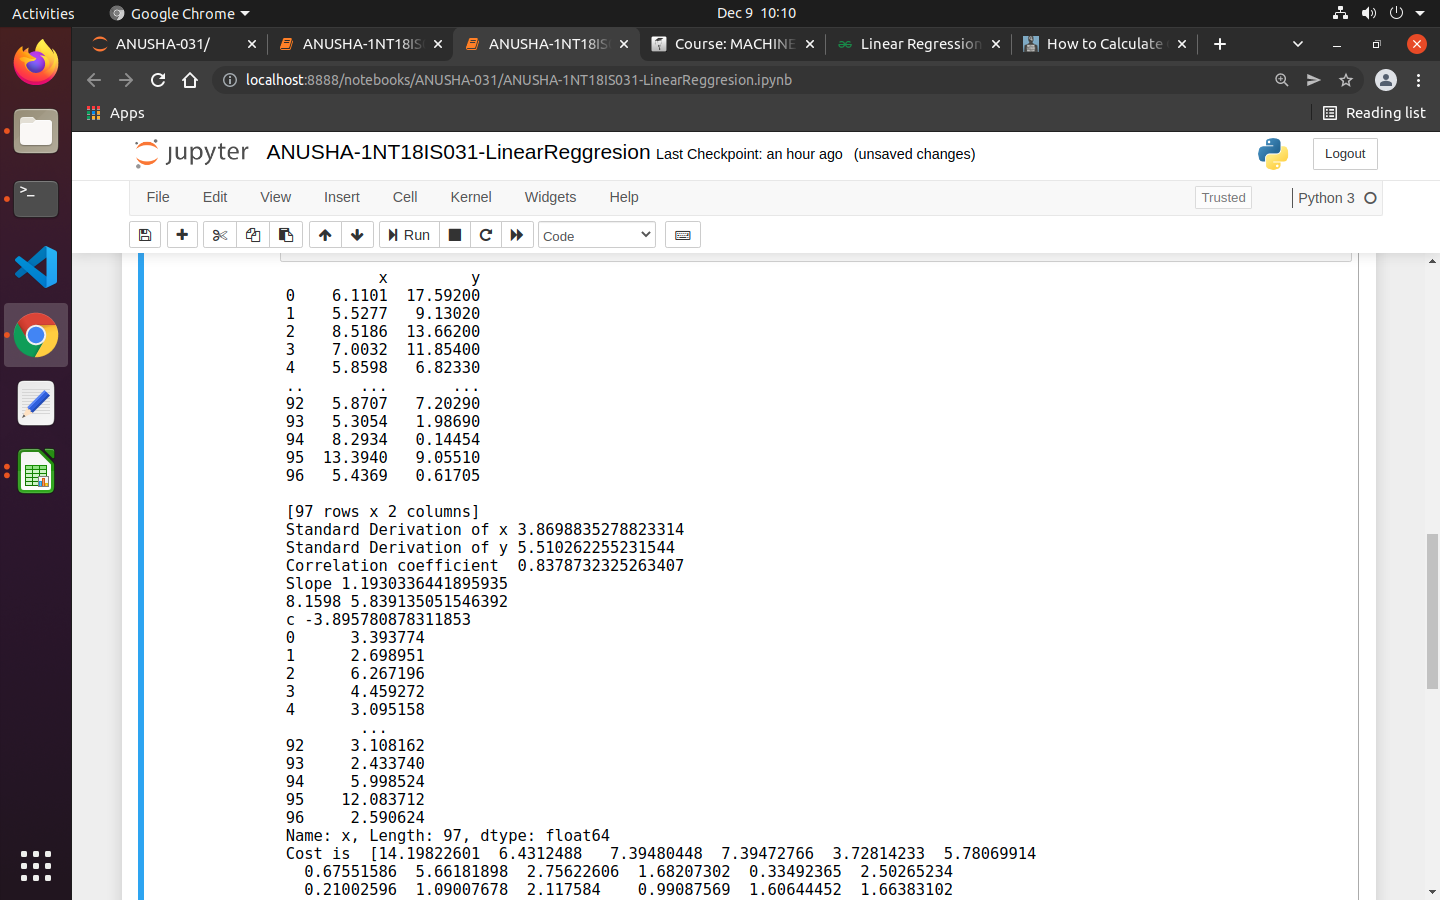 Activities
Google Chrome
Dec 9 10:10
ANUSHA-031/
ANUSHA-1NT18IS
ANUSHA-1NT18IS
Course: MACHINE
Linear Regression
How to Calculate
localhost:8888/notebooks/ANUSHA-031/ANUSHA-1NT18IS031-LinearReggresion.ipynb
Apps
Reading list
jupyter ANUSHA-1NT18IS031-LinearReggresion Last Checkpoint: an hour ago (unsaved changes)
Logout
File Edit View Insert Cell Kernel Widgets Help
Trusted
Python 3
Run
Code
x y
0 6.1101 17.59200
1 5.5277 9.13020
2 8.5186 13.66200
3 7.0032 11.85400
4 5.8598 6.82330
.. ... ...
92 5.8707 7.20290
93 5.3054 1.98690
94 8.2934 0.14454
95 13.3940 9.05510
96 5.4369 0.61705
[97 rows x 2 columns]
Standard Derivation of x 3.8698835278823314
Standard Derivation of y 5.510262255231544
Correlation coefficient 0.8378732325263407
Slope 1.1930336441895935
8.1598 5.839135051546392
c -3.895780878311853
0 3.393774
1 2.698951
2 6.267196
3 4.459272
4 3.095158
...
92 3.108162
93 2.433740
94 5.998524
95 12.083712
96 2.590624
Name: x, Length: 97, dtype: float64
Cost is [14.19822601 6.4312488 7.39480448 7.39472766 3.72814233 5.78069914
0.67551586 5.66181898 2.75622606 1.68207302 0.33492365 2.50265234
0.21002596 1.09007678 2.117584 0.99087569 1.60644452 1.66383102